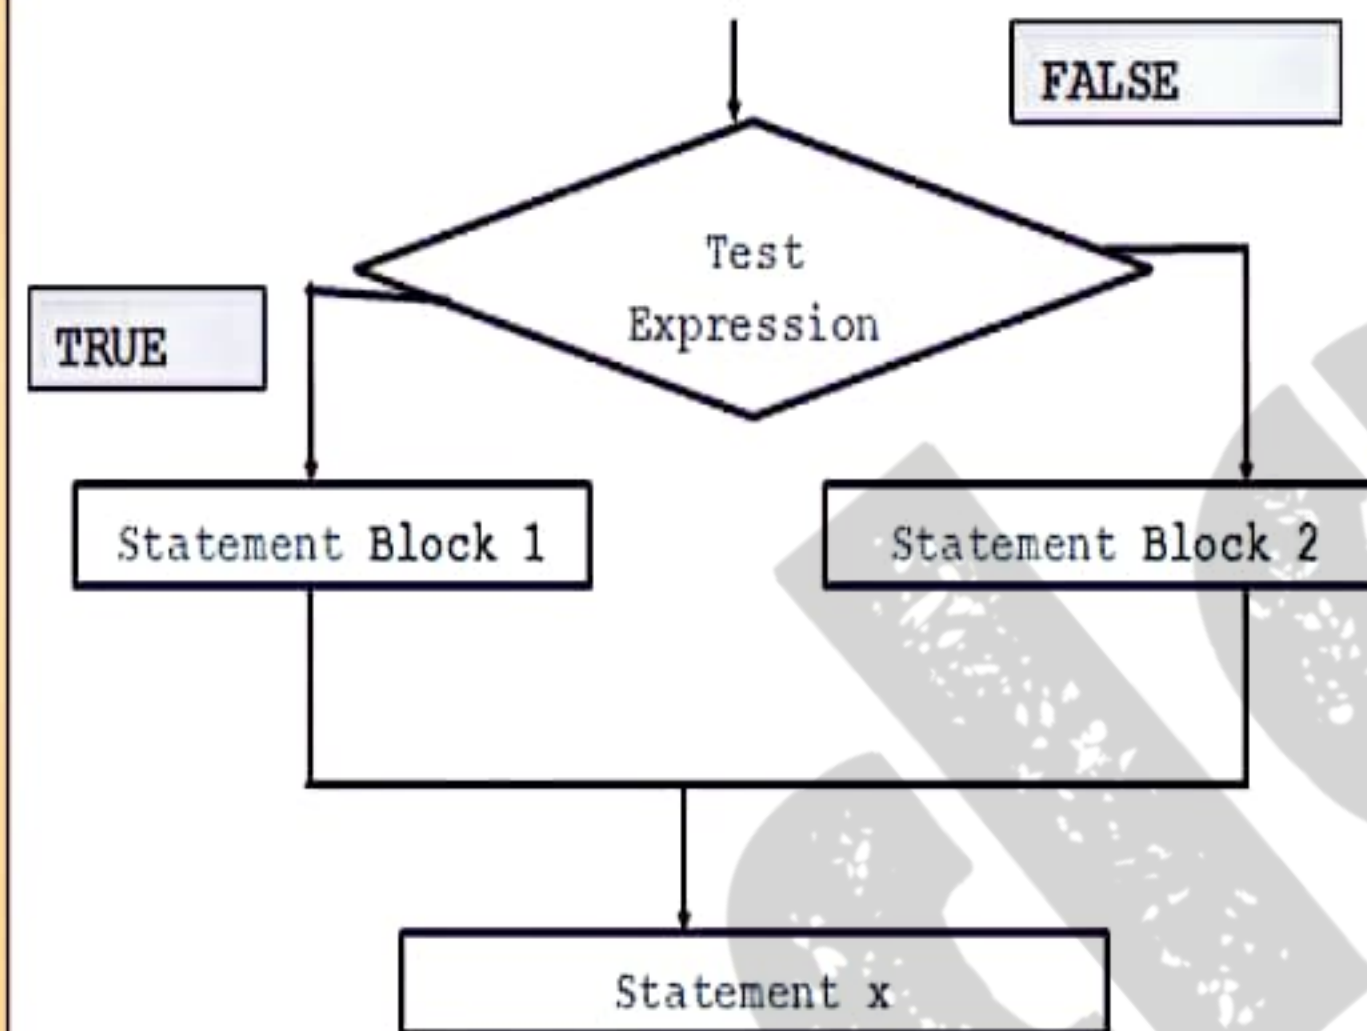 FALSE
Test
Expression
TRUE
Statement Block 1
Statement Block 2
Statement x